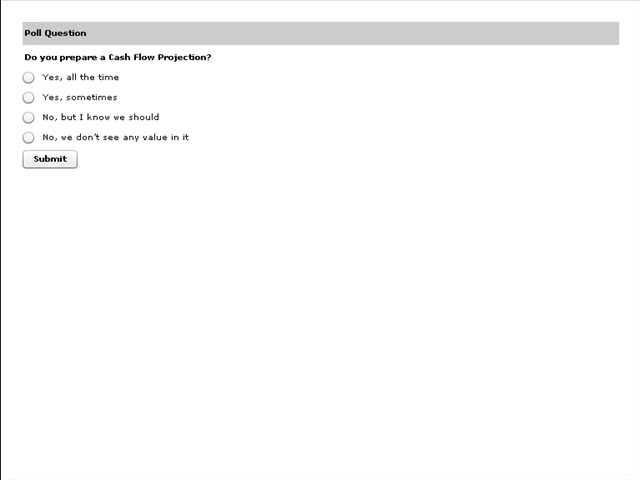 Poll Question
Do you prepare a Cash Flow Projection?
Yes, all the time
Yes, sometimes
No, but I know we should
No, we don't see any value in it
Submit